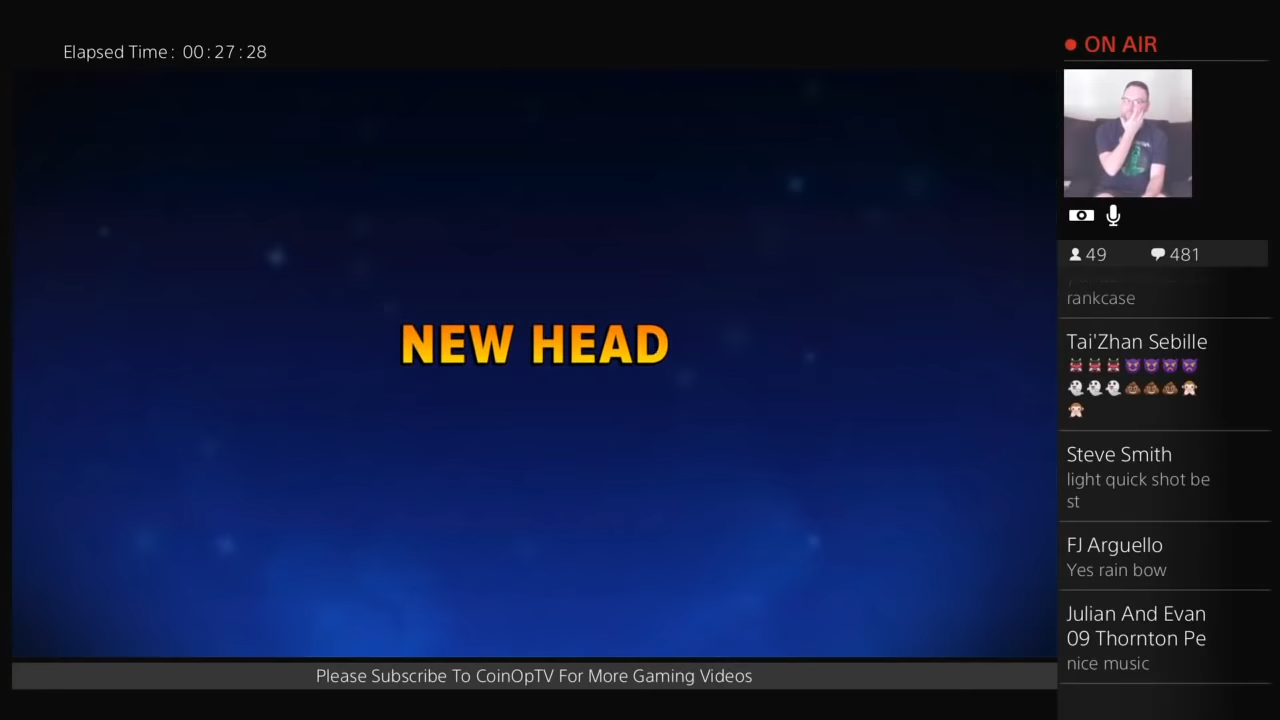 Elapsed Time: 00:27:28
ON AIR
NEW HEAD
49
481
rankcase
Tai'Zhan Sebille
Steve Smith
light quick shot be
st
FJ Arguello
Yes rain bow
Julian And Evan
09 Thornton Pe
nice music
Please Subscribe To CoinOpTV For More Gaming Videos